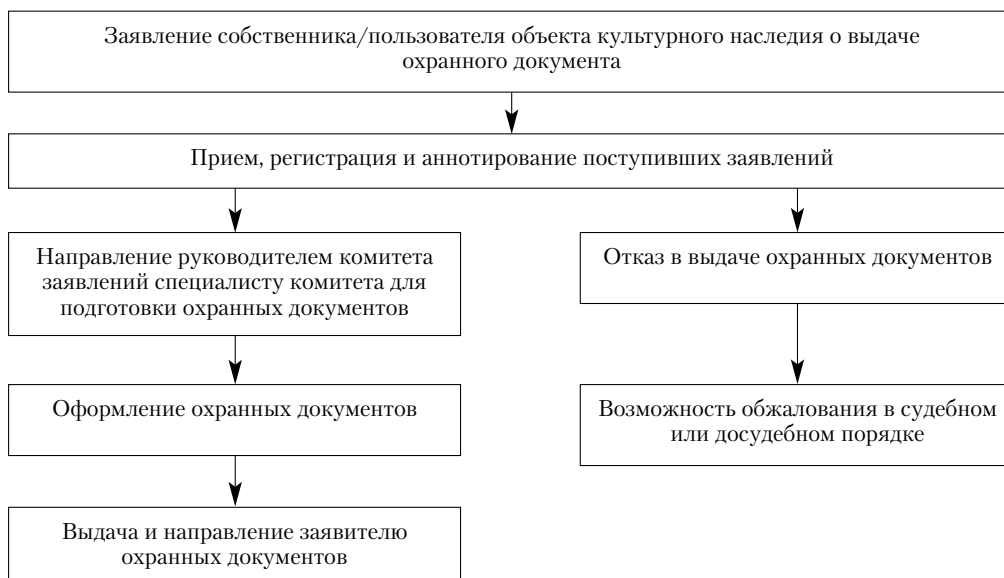 Заявление собственника/пользователя объекта культурного наследия о выдаче
охранного документа
Прием, регистрация и аннотирование поступивших заявлений
Направление руководителем комитета
заявлений специалисту комитета для
подготовки охранных документов
Отказ в выдаче охранных документов
Оформление охранных документов
Возможность обжалования в судебном
или досудебном порядке
Выдача и направление заявителю
охранных документов